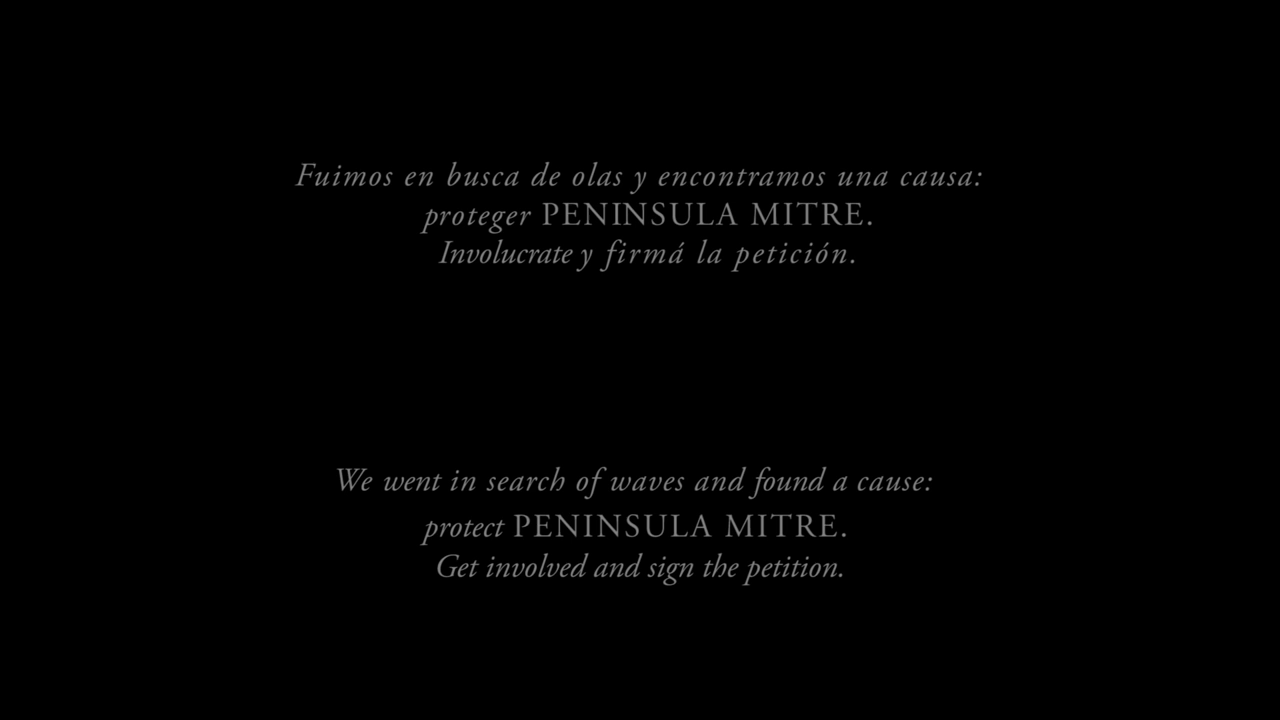 Fuimos en busca de olas y encontramos una causa:
proteger PENINSULA MITRE.
Involucrate y firmá la petición.
We went in search of waves and found a cause:
protect PENINSULA MITRE.
Get involved and sign the petition.